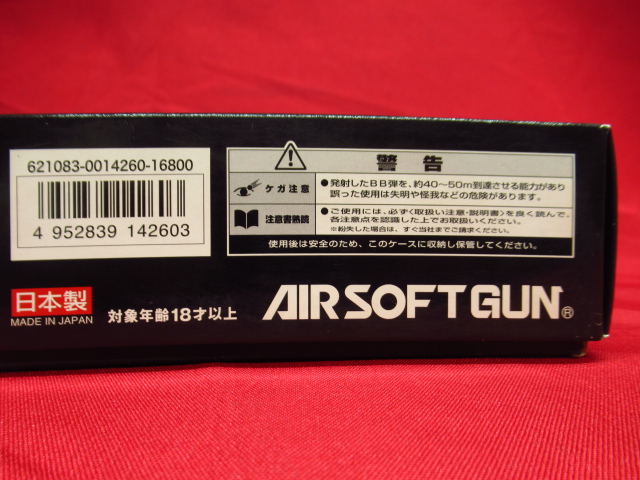 621083-0014260-16800
4 952839 142603
日本製
MADE IN JAPAN
対象年齢18才以上
警告
ケガ注意
●発射したBB弾を、約40〜50m到達させる能力があり
誤った使用は失明や怪我などの危険があります。
注意書熟読
●ご使用には、必ず〈取扱い注意・説明書〉を良く読んで、
各注意点を認識した上でお取扱いください。
※紛失した場合は、すぐ当社までご請求ください。
使用後は安全のため、このケースに収納し保管してください。
AIRSOFT GUN®